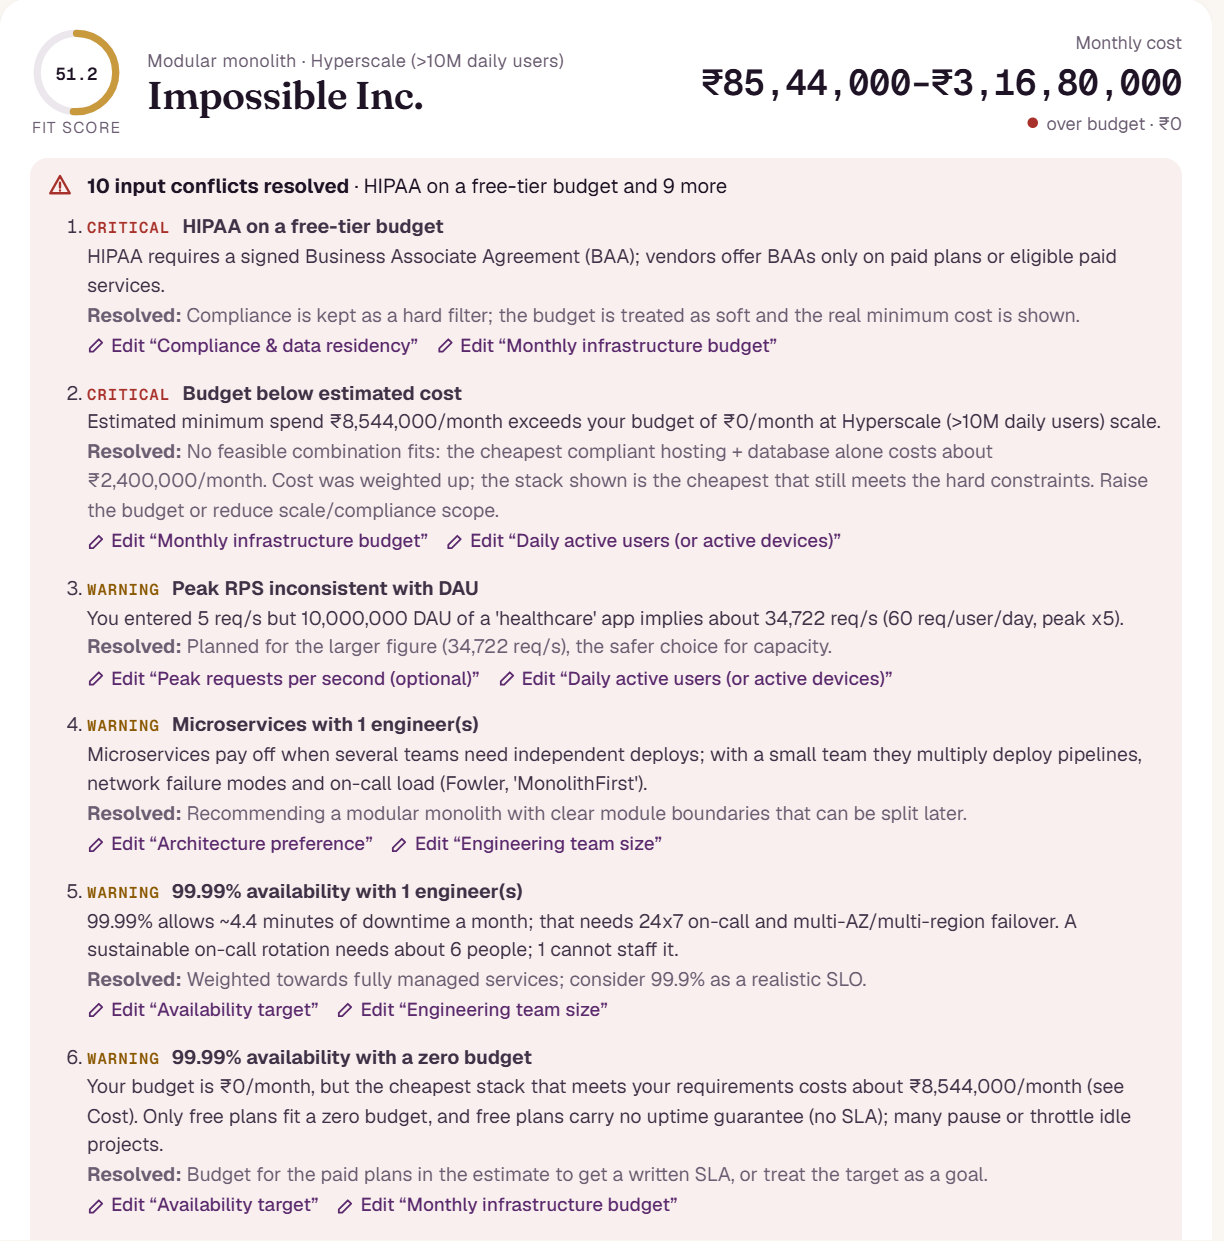 51.2
FIT SCORE
Modular monolith · Hyperscale (>10M daily users)
Impossible Inc.
Monthly cost
₹85,44,000–₹3,16,80,000
over budget · ₹0
10 input conflicts resolved · HIPAA on a free-tier budget and 9 more
1. CRITICAL HIPAA on a free-tier budget
HIPAA requires a signed Business Associate Agreement (BAA); vendors offer BAAs only on paid plans or eligible paid
services.
Resolved: Compliance is kept as a hard filter; the budget is treated as soft and the real minimum cost is shown.
Edit “Compliance & data residency” Edit “Monthly infrastructure budget”
2. CRITICAL Budget below estimated cost
Estimated minimum spend ₹8,544,000/month exceeds your budget of ₹0/month at Hyperscale (>10M daily users) scale.
Resolved: No feasible combination fits: the cheapest compliant hosting + database alone costs about
₹2,400,000/month. Cost was weighted up; the stack shown is the cheapest that still meets the hard constraints. Raise
the budget or reduce scale/compliance scope.
Edit “Monthly infrastructure budget” Edit “Daily active users (or active devices)”
3. WARNING Peak RPS inconsistent with DAU
You entered 5 req/s but 10,000,000 DAU of a 'healthcare' app implies about 34,722 req/s (60 req/user/day, peak x5).
Resolved: Planned for the larger figure (34,722 req/s), the safer choice for capacity.
Edit “Peak requests per second (optional)” Edit “Daily active users (or active devices)”
4. WARNING Microservices with 1 engineer(s)
Microservices pay off when several teams need independent deploys; with a small team they multiply deploy pipelines,
network failure modes and on-call load (Fowler, 'MonolithFirst').
Resolved: Recommending a modular monolith with clear module boundaries that can be split later.
Edit “Architecture preference” Edit “Engineering team size”
5. WARNING 99.99% availability with 1 engineer(s)
99.99% allows ~4.4 minutes of downtime a month; that needs 24x7 on-call and multi-AZ/multi-region failover. A
sustainable on-call rotation needs about 6 people; 1 cannot staff it.
Resolved: Weighted towards fully managed services; consider 99.9% as a realistic SLO.
Edit “Availability target” Edit “Engineering team size”
6. WARNING 99.99% availability with a zero budget
Your budget is ₹0/month, but the cheapest stack that meets your requirements costs about ₹8,544,000/month (see
Cost). Only free plans fit a zero budget, and free plans carry no uptime guarantee (no SLA); many pause or throttle idle
projects.
Resolved: Budget for the paid plans in the estimate to get a written SLA, or treat the target as a goal.
Edit “Availability target” Edit “Monthly infrastructure budget”